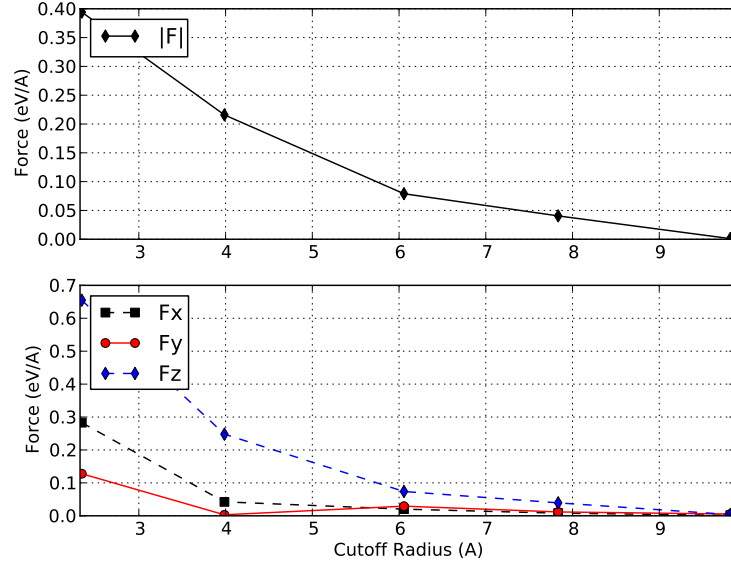 0.40
0.35
0.30
0.25
0.20
0.15
0.10
0.05
0.00
Force (eV/A)
|F|
3 4 5 6 7 8 9
0.7
0.6
0.5
0.4
0.3
0.2
0.1
0.0
Force (eV/A)
Fx
Fy
Fz
3 4 5 6 7 8 9
Cutoff Radius (A)